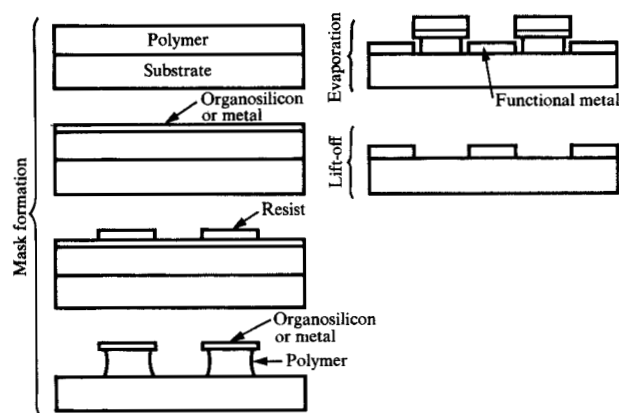 Mask formation
Polymer
Substrate
Organosilicon
or metal
Resist
Organosilicon
or metal
Polymer
Evaporation
Functional metal
Lift-off